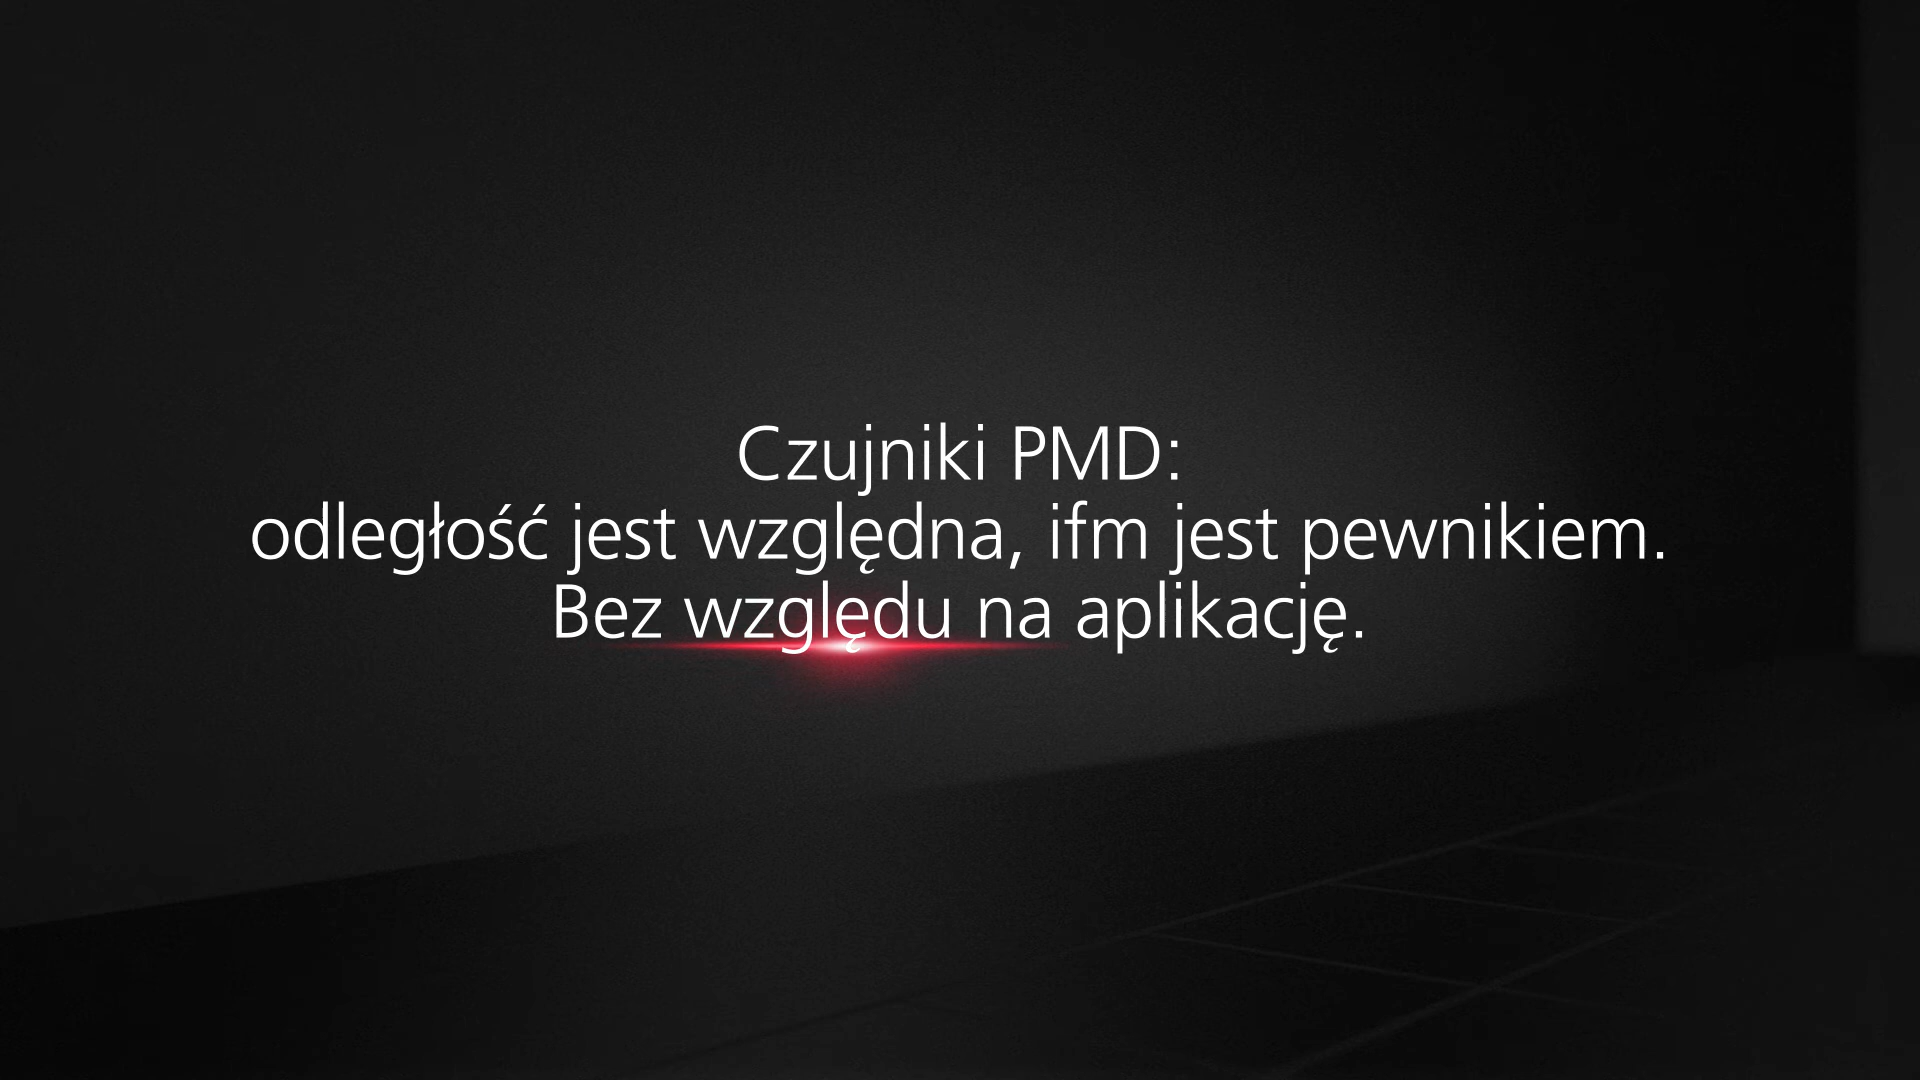 Czujniki PMD:
odległość jest względna, ifm jest pewnikiem.
Bez względu na aplikację.